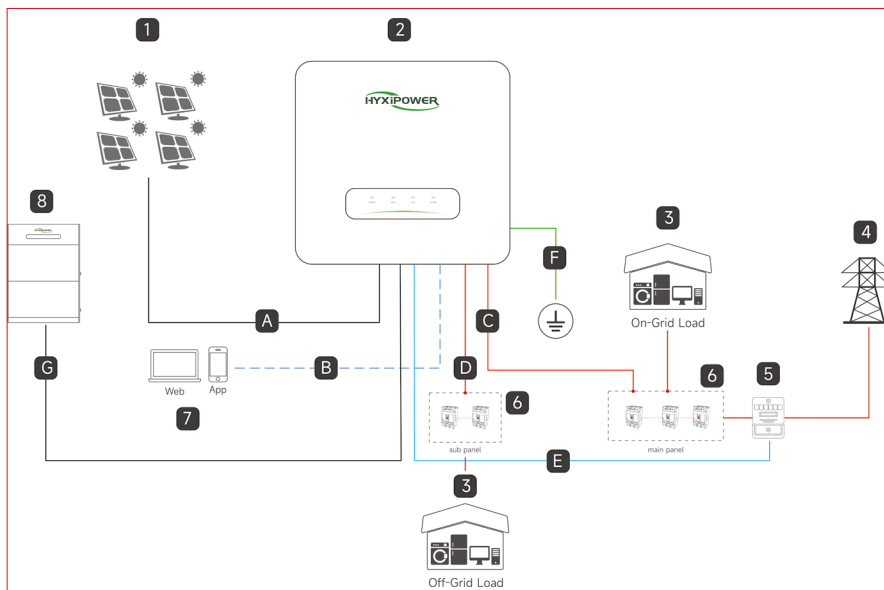 1
2
HYXiPOWER
8
3
4
F
A
C
On-Grid Load
G
B
D
Web
App
6
6
5
7
sub panel
main panel
E
3
Off-Grid Load